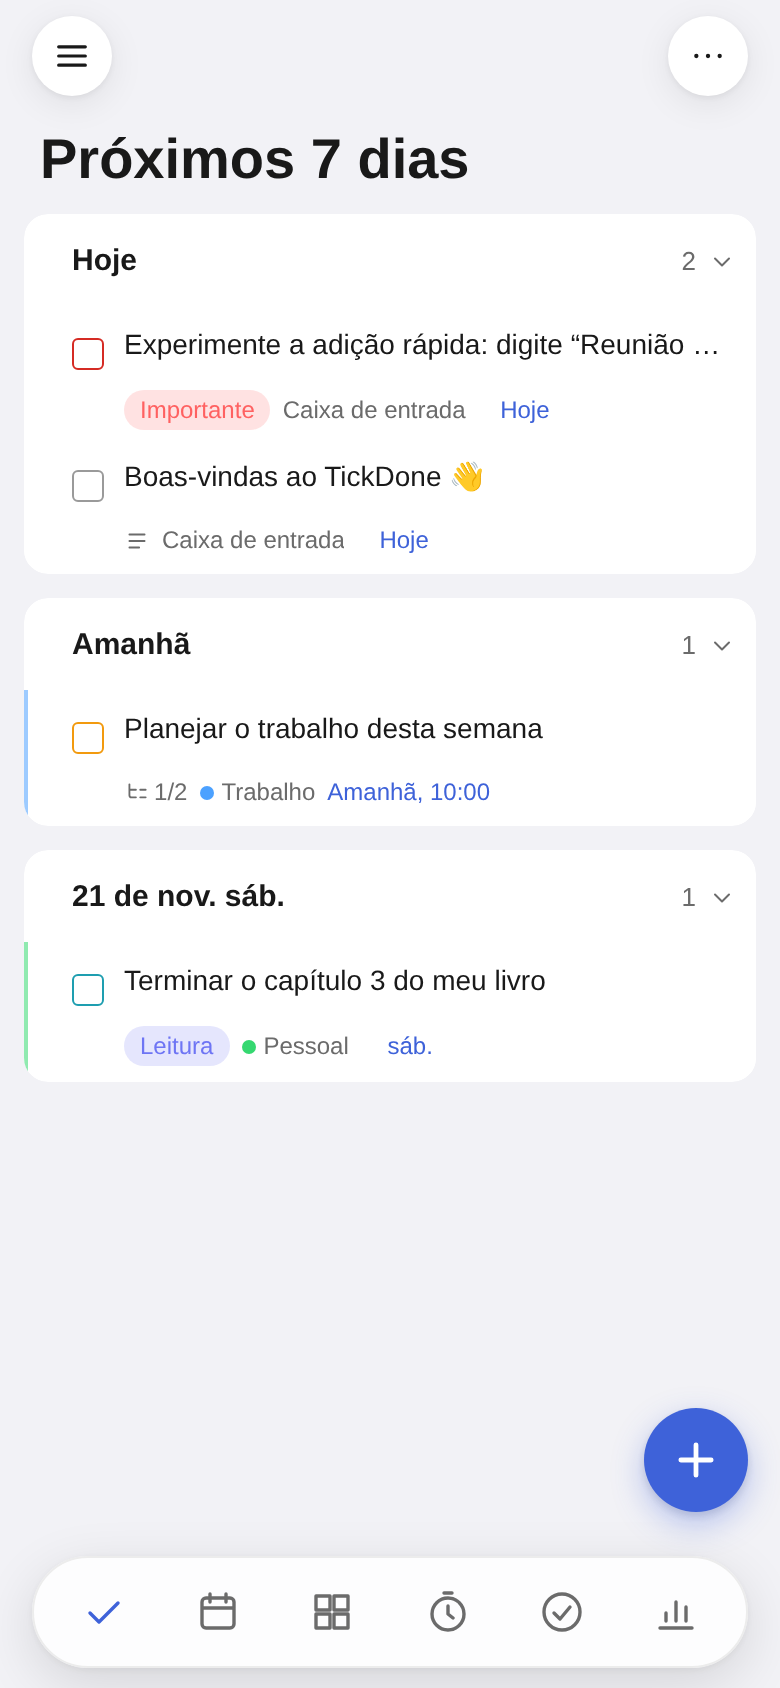 Próximos 7 dias
Hoje 2
Experimente a adição rápida: digite “Reunião …
Importante Caixa de entrada Hoje
Boas-vindas ao TickDone 👋
Caixa de entrada Hoje
Amanhã 1
Planejar o trabalho desta semana
1/2 Trabalho Amanhã, 10:00
21 de nov. sáb. 1
Terminar o capítulo 3 do meu livro
Leitura Pessoal sáb.